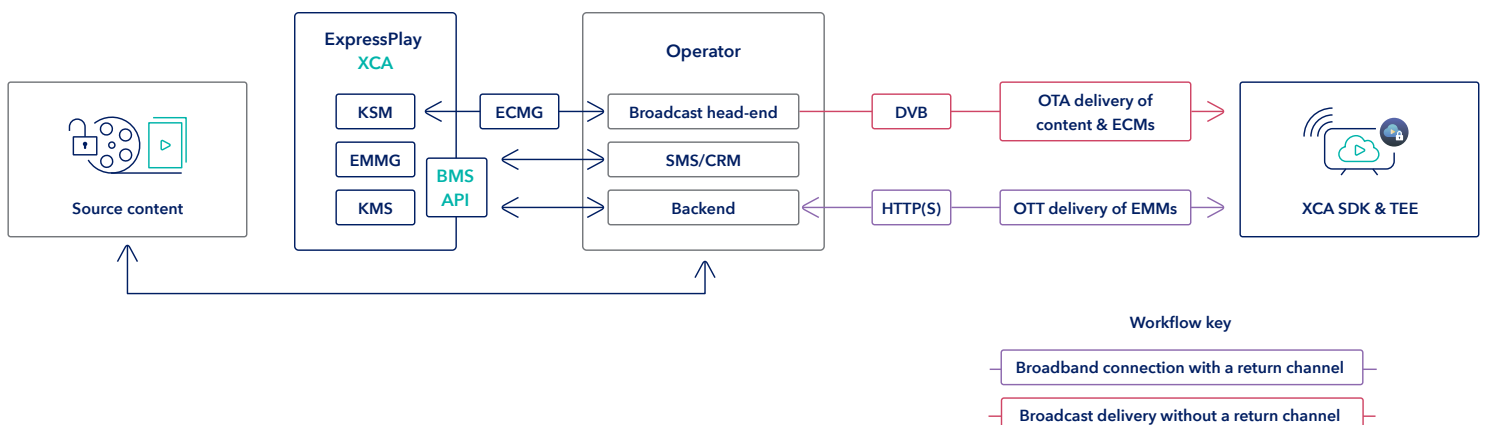 ExpressPlay
XCA
Operator
KSM
ECMG
Broadcast head-end
DVB
OTA delivery of
content & ECMs
EMMG
SMS/CRM
BMS
API
KMS
Backend
HTTP(S)
OTT delivery of EMMs
Source content
XCA SDK & TEE
Workflow key
Broadband connection with a return channel
Broadcast delivery without a return channel